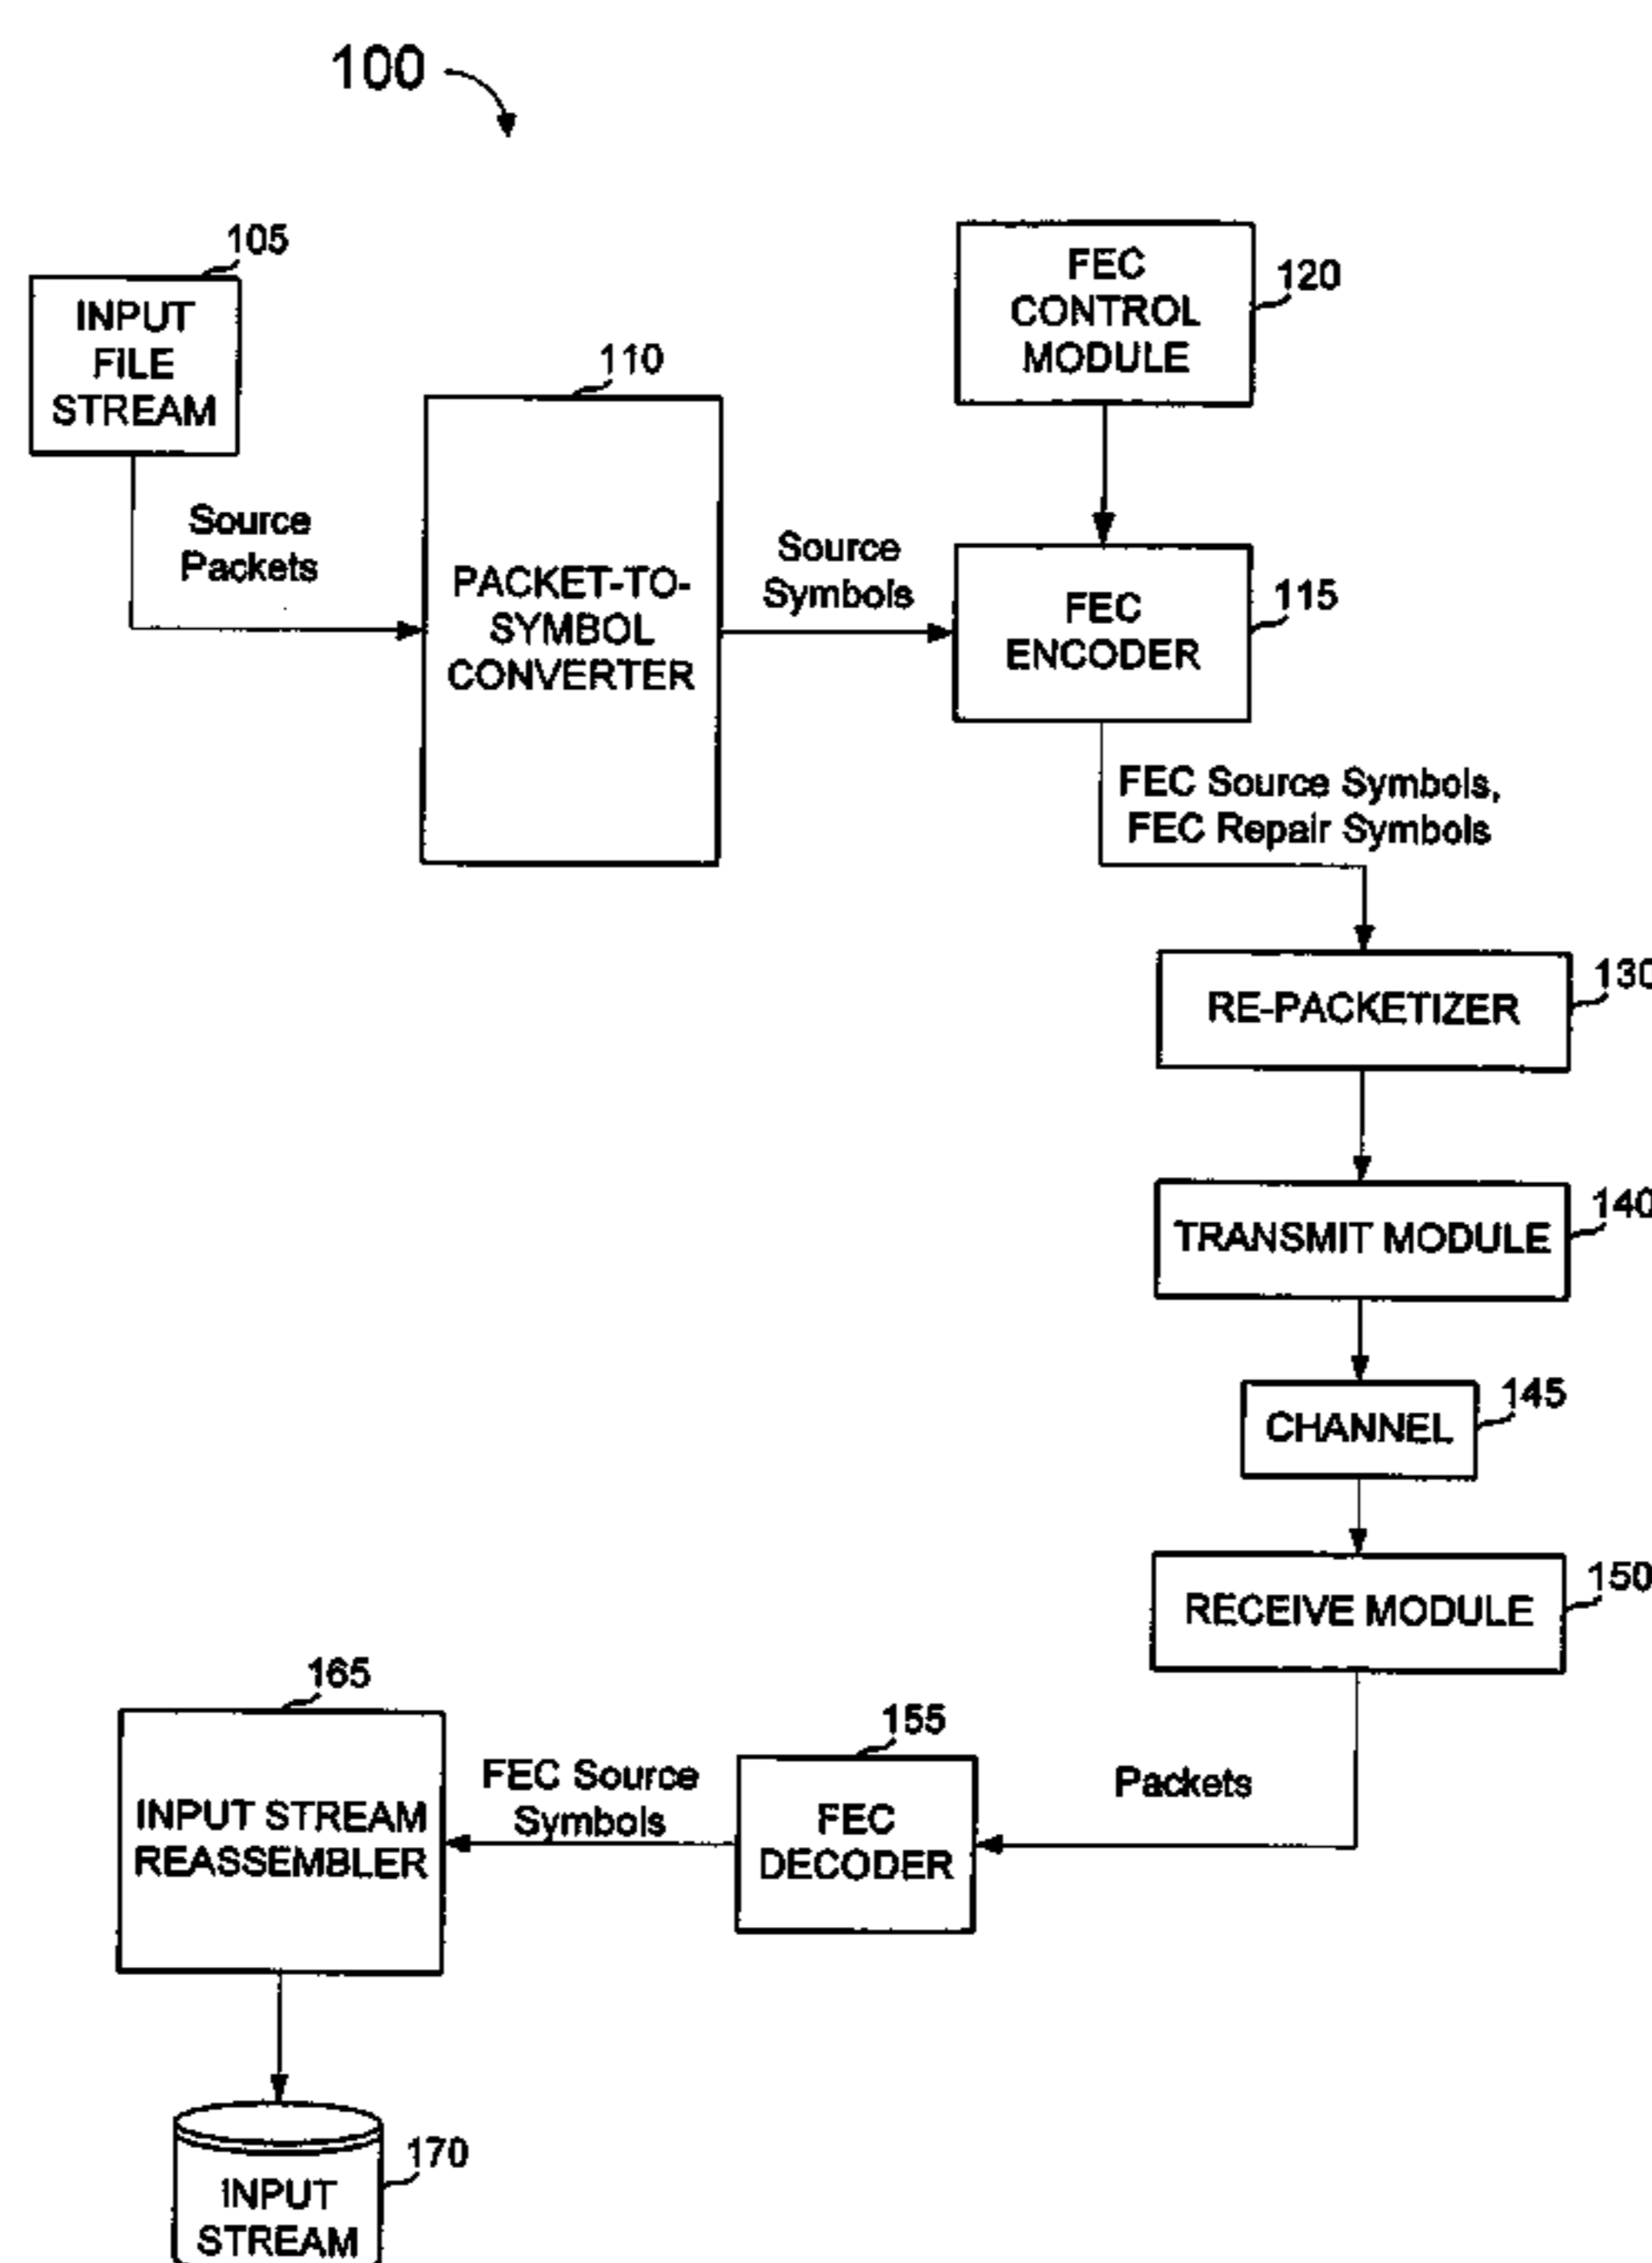 100
105
INPUT
FILE
STREAM
Source
Packets
110
PACKET-TO-
SYMBOL
CONVERTER
Source
Symbols
FEC
CONTROL
MODULE
120
FEC
ENCODER
115
FEC Source Symbols,
FEC Repair Symbols
RE-PACKETIZER
130
TRANSMIT MODULE
140
CHANNEL
145
RECEIVE MODULE
150
Packets
155
FEC
DECODER
FEC Source
Symbols
165
INPUT STREAM
REASSEMBLER
170
INPUT
STREAM